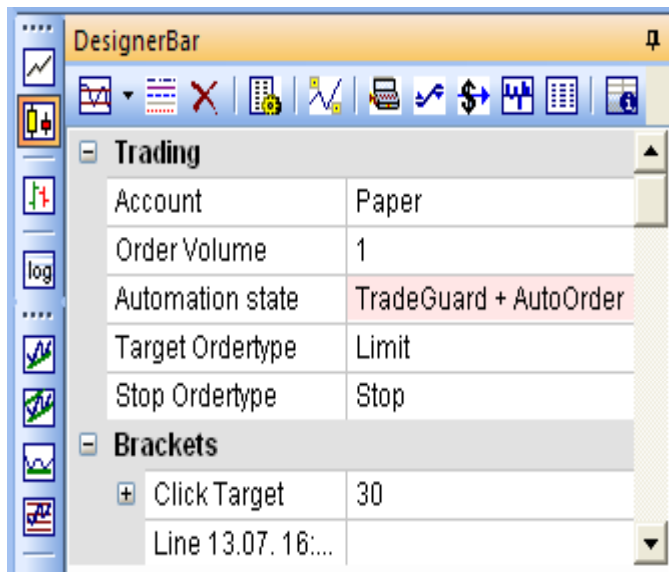 DesignerBar
Trading
Account Paper
Order Volume 1
Automation state TradeGuard + AutoOrder
Target Ordertype Limit
Stop Ordertype Stop
log
Brackets
Click Target 30
Line 13.07. 16:...